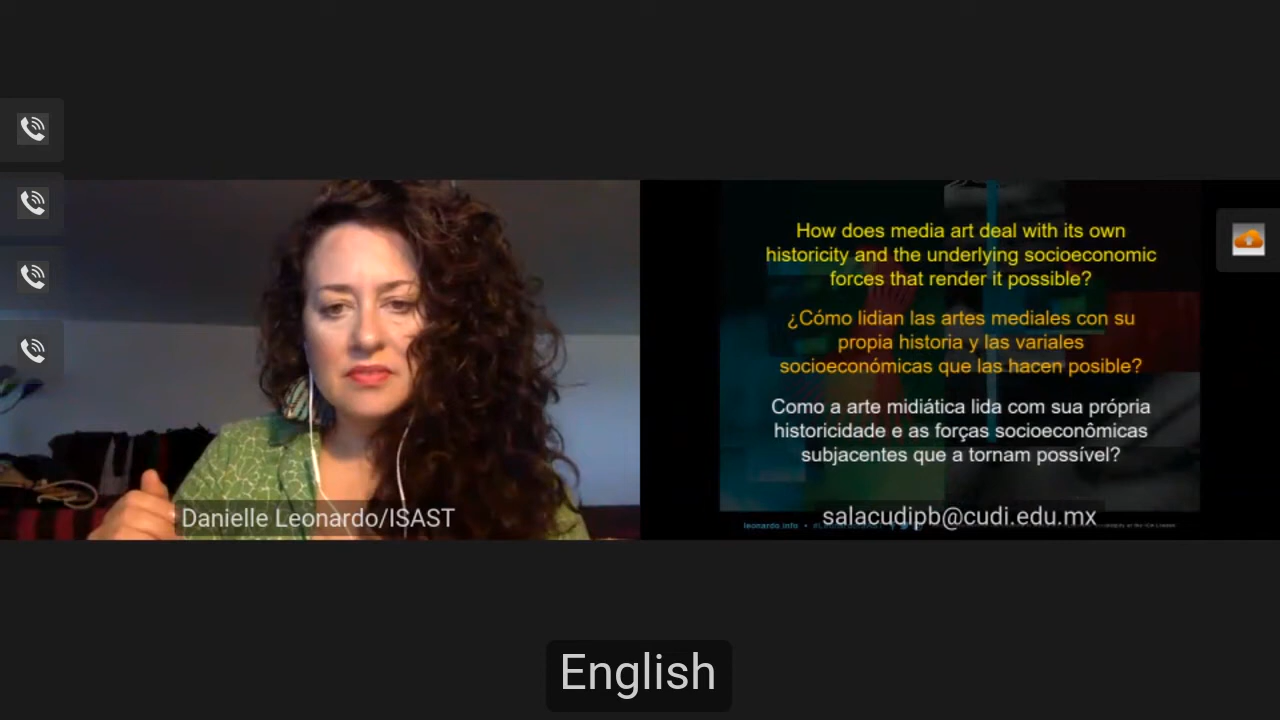 How does media art deal with its own
historicity and the underlying socioeconomic
forces that render it possible?
¿Cómo lidian las artes mediales con su
propia historia y las variales
socioeconómicas que las hacen posible?
Como a arte midiática lida com sua própria
historicidade e as forças socioeconômicas
subjacentes que a tornam possível?
Danielle Leonardo/ISAST
salacudipb@cudi.edu.mx
leonardo.info
English